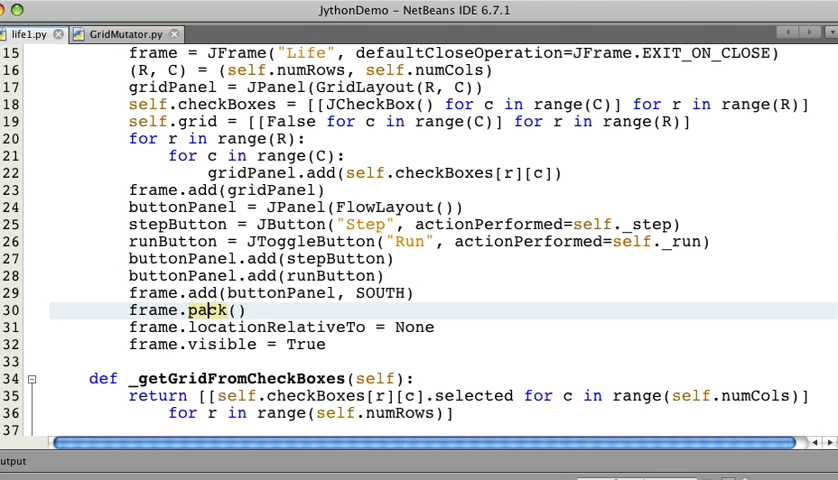 JythonDemo – NetBeans IDE 6.7.1
life1.py GridMutator.py
15 frame = JFrame("Life", defaultCloseOperation=JFrame.EXIT_ON_CLOSE)
16 (R, C) = (self.numRows, self.numCols)
17 gridPanel = JPanel(GridLayout(R, C))
18 self.checkBoxes = [[JCheckBox() for c in range(C)] for r in range(R)]
19 self.grid = [[False for c in range(C)] for r in range(R)]
20 for r in range(R):
21 for c in range(C):
22 gridPanel.add(self.checkBoxes[r][c])
23 frame.add(gridPanel)
24 buttonPanel = JPanel(FlowLayout())
25 stepButton = JButton("Step", actionPerformed=self._step)
26 runButton = JToggleButton("Run", actionPerformed=self._run)
27 buttonPanel.add(stepButton)
28 buttonPanel.add(runButton)
29 frame.add(buttonPanel, SOUTH)
30 frame.pack()
31 frame.locationRelativeTo = None
32 frame.visible = True
33
34 def _getGridFromCheckBoxes(self):
35 return [[self.checkBoxes[r][c].selected for c in range(self.numCols)]
36 for r in range(self.numRows)]
37
utput